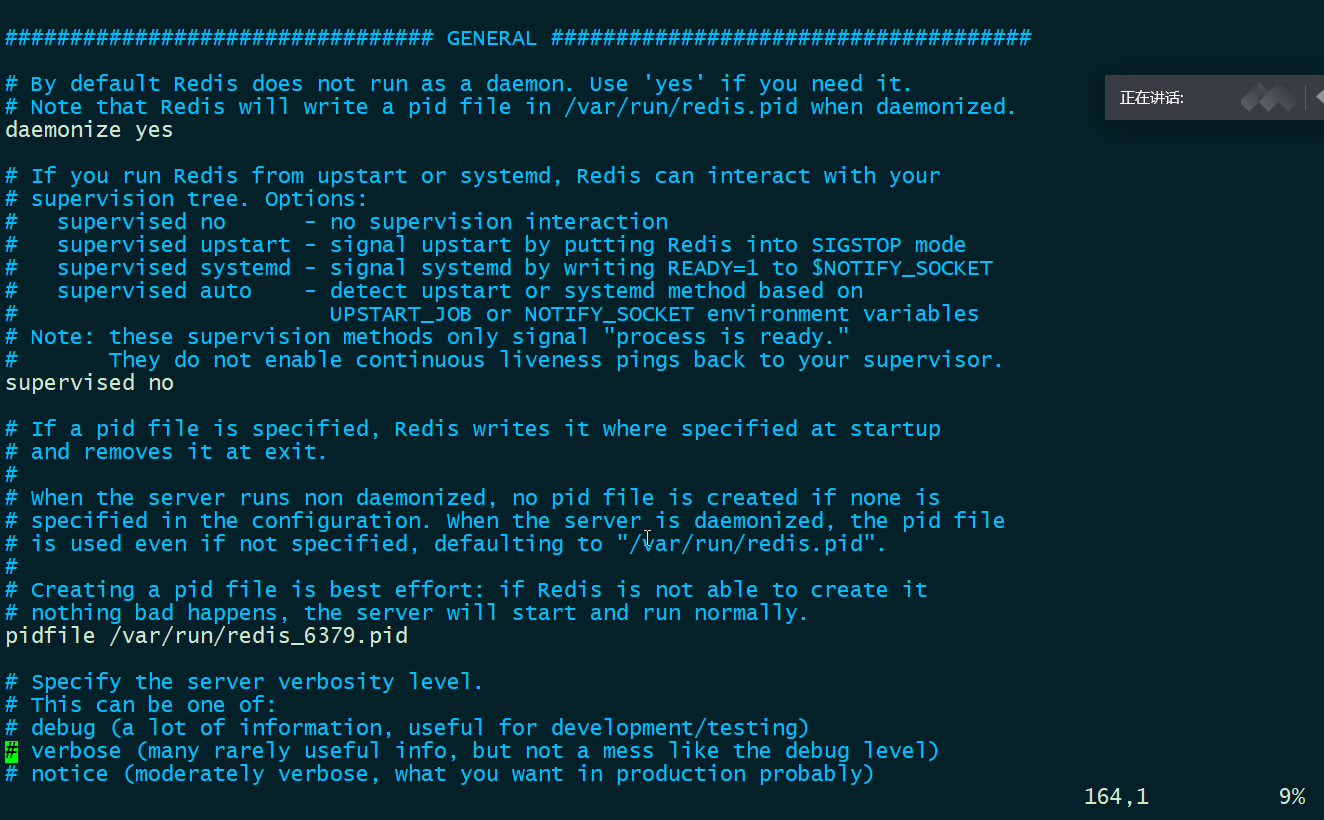 ################################# GENERAL #####################################
# By default Redis does not run as a daemon. Use 'yes' if you need it.
# Note that Redis will write a pid file in /var/run/redis.pid when daemonized.
正在讲话:
daemonize yes
# If you run Redis from upstart or systemd, Redis can interact with your
# supervision tree. Options:
#   supervised no      - no supervision interaction
#   supervised upstart - signal upstart by putting Redis into SIGSTOP mode
#   supervised systemd - signal systemd by writing READY=1 to $NOTIFY_SOCKET
#   supervised auto    - detect upstart or systemd method based on
#                        UPSTART_JOB or NOTIFY_SOCKET environment variables
# Note: these supervision methods only signal "process is ready."
#       They do not enable continuous liveness pings back to your supervisor.
supervised no
# If a pid file is specified, Redis writes it where specified at startup
# and removes it at exit.
#
# When the server runs non daemonized, no pid file is created if none is
# specified in the configuration. When the server is daemonized, the pid file
# is used even if not specified, defaulting to "/var/run/redis.pid".
#
# Creating a pid file is best effort: if Redis is not able to create it
# nothing bad happens, the server will start and run normally.
pidfile /var/run/redis_6379.pid
# Specify the server verbosity level.
# This can be one of:
# debug (a lot of information, useful for development/testing)
# verbose (many rarely useful info, but not a mess like the debug level)
# notice (moderately verbose, what you want in production probably)
164,1 9%